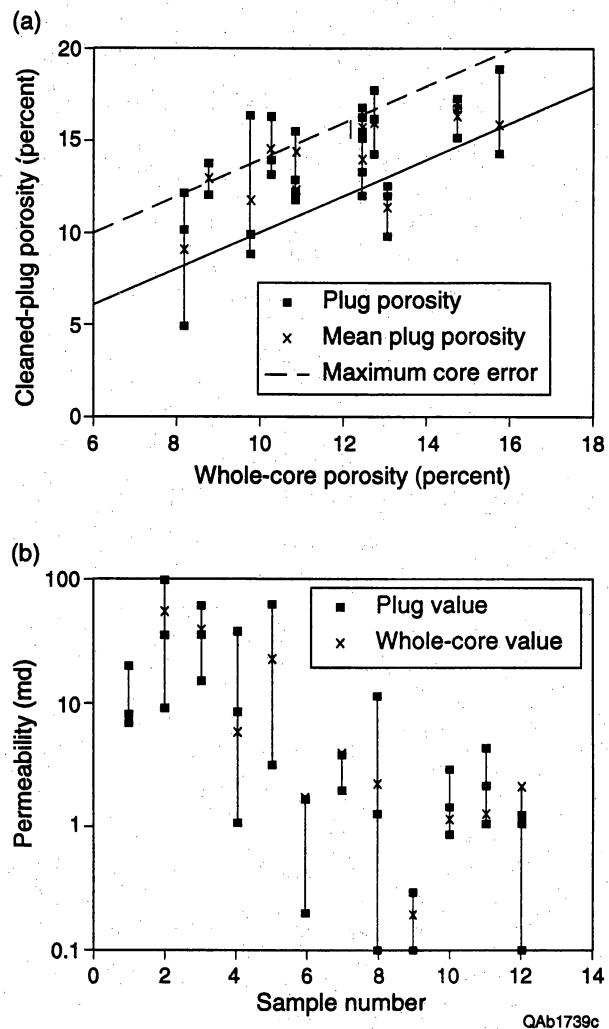 (a)
20
15
10
5
0
Cleaned-plug porosity (percent)
Plug porosity
Mean plug porosity
Maximum core error
6 8 10 12 14 16 18
Whole-core porosity (percent)
(b)
100
10
1
0.1
Permeability (md)
Plug value
Whole-core value
0 2 4 6 8 10 12 14
Sample number
QAb1739c